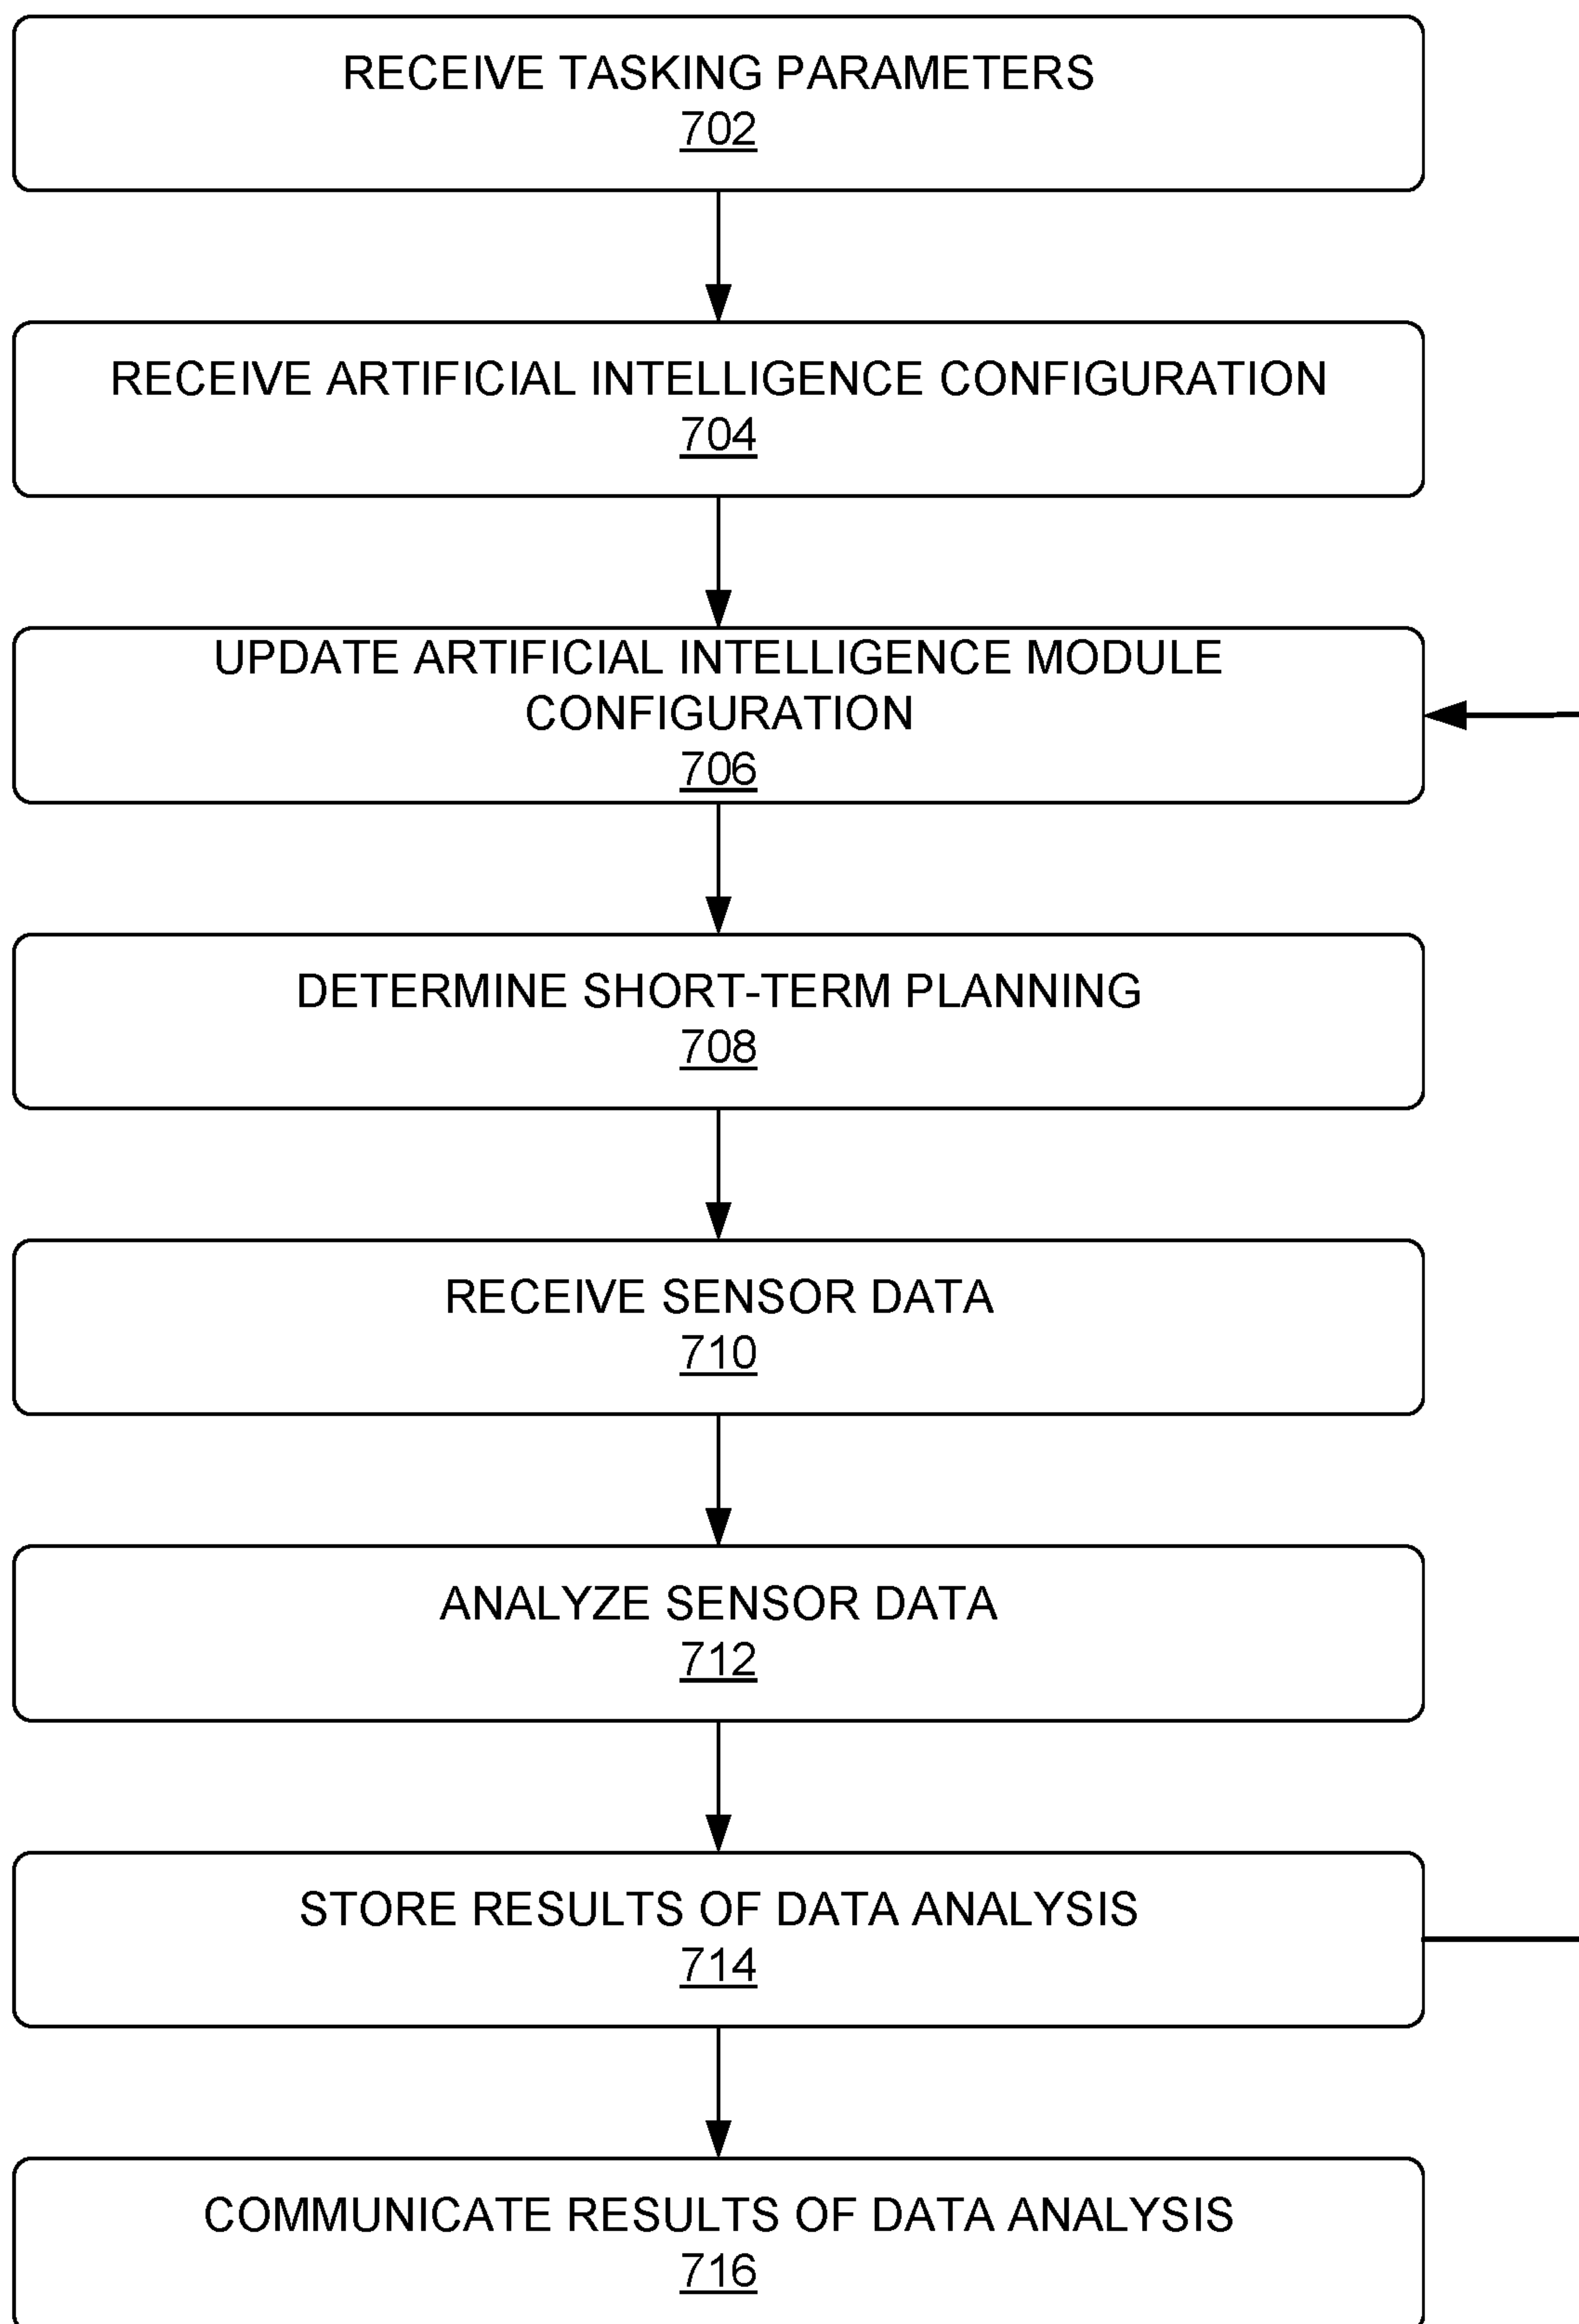 RECEIVE TASKING PARAMETERS
702
RECEIVE ARTIFICIAL INTELLIGENCE CONFIGURATION
704
UPDATE ARTIFICIAL INTELLIGENCE MODULE
CONFIGURATION
706
DETERMINE SHORT-TERM PLANNING
708
RECEIVE SENSOR DATA
710
ANALYZE SENSOR DATA
712
STORE RESULTS OF DATA ANALYSIS
714
COMMUNICATE RESULTS OF DATA ANALYSIS
716